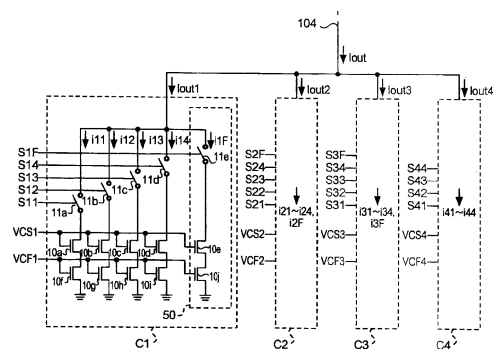 104
Iout
Iout1
Iout2
Iout3
Iout4
i11 i12 i13 i14 i1F
S1F
S14
S13
S12
S11
11a 11b 11c 11d 11e
VCS1
VCF1
10a 10b 10c 10d 10e
10f 10g 10h 10i 10j
50
C1
S2F
S24
S23
S22
S21
i21~i24,
i2F
VCS2
VCF2
C2
S3F
S34
S33
S32
S31
i31~i34,
i3F
VCS3
VCF3
C3
S44
S43
S42
S41
i41~i44
VCS4
VCF4
C4